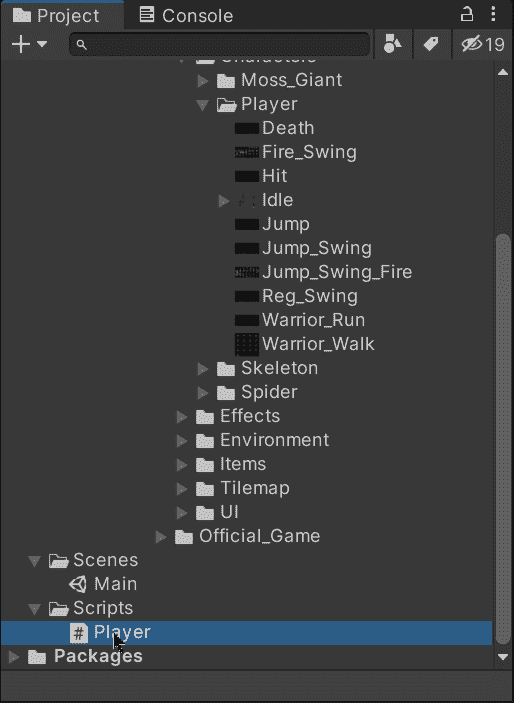 Project Console
19
Characters
Moss_Giant
Player
Death
Fire_Swing
Hit
Idle
Jump
Jump_Swing
Jump_Swing_Fire
Reg_Swing
Warrior_Run
Warrior_Walk
Skeleton
Spider
Effects
Environment
Items
Tilemap
UI
Official_Game
Scenes
Main
Scripts
# Player
Packages